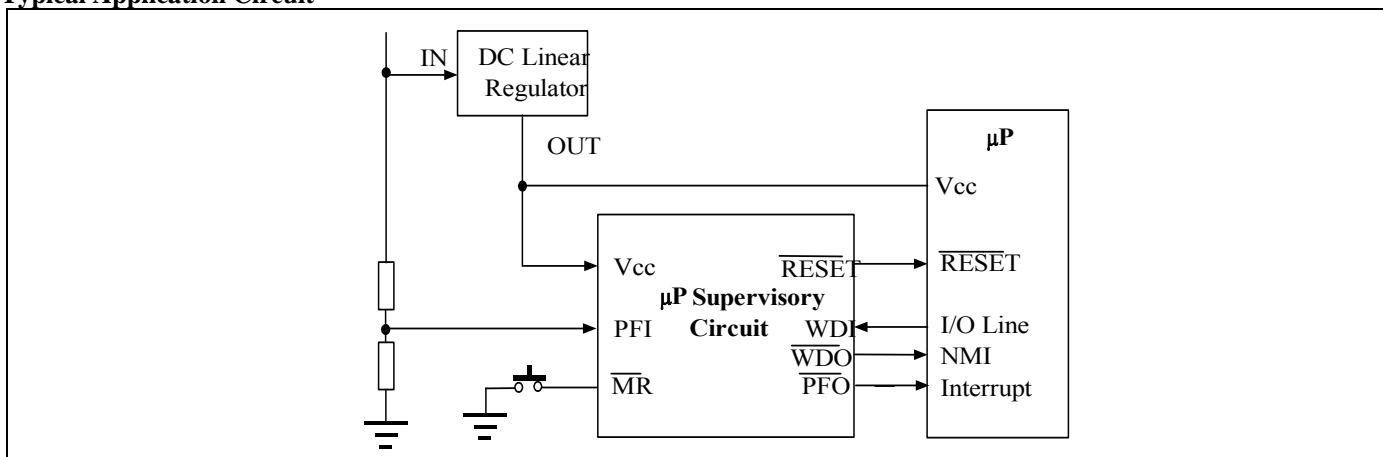 Typical Application Circuit
IN
DC Linear
Regulator
OUT
μP
Vcc
RESET
I/O Line
NMI
Interrupt
Vcc
PFI
MR
μP Supervisory
Circuit
RESET
WDI
WDO
PFO